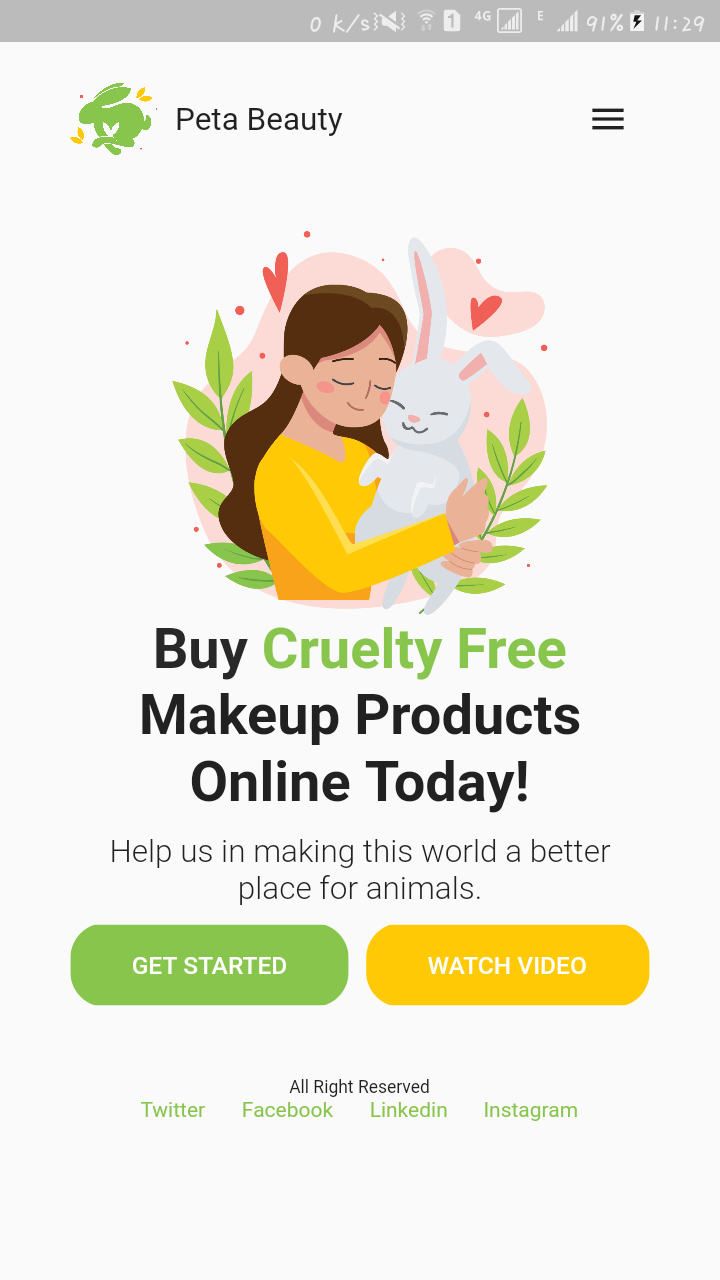 0 K/s 1 4G E 91% 11:29
Peta Beauty
Buy Cruelty Free
Makeup Products
Online Today!
Help us in making this world a better
place for animals.
GET STARTED WATCH VIDEO
All Right Reserved
Twitter Facebook Linkedin Instagram